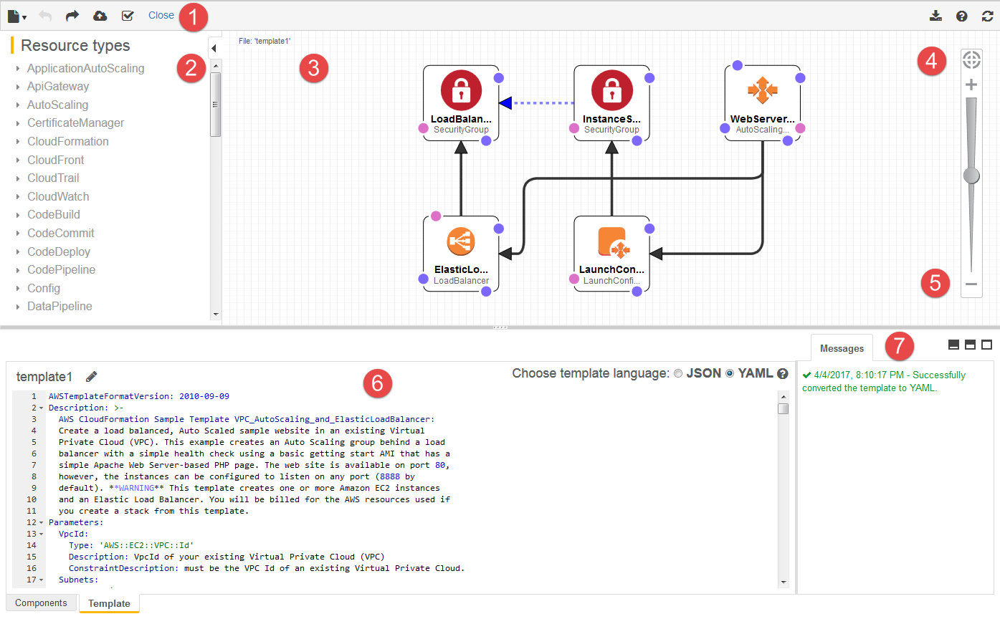 Close
1
Resource types
2
ApplicationAutoScaling
ApiGateway
AutoScaling
CertificateManager
CloudFormation
CloudFront
CloudTrail
CloudWatch
CodeBuild
CodeCommit
CodeDeploy
CodePipeline
Config
DataPipeline
File: 'template1'
3
LoadBalan...
SecurityGroup
InstanceS...
SecurityGroup
WebServer...
AutoScaling...
ElasticLo...
LoadBalancer
LaunchCon...
LaunchConfi...
4
5
template1
6
Choose template language: JSON YAML
1 AWSTemplateFormatVersion: 2010-09-09
2 Description: >-
3 AWS CloudFormation Sample Template VPC_AutoScaling_and_ElasticLoadBalancer:
4 Create a load balanced, Auto Scaled sample website in an existing Virtual
5 Private Cloud (VPC). This example creates an Auto Scaling group behind a load
6 balancer with a simple health check using a basic getting start AMI that has a
7 simple Apache Web Server-based PHP page. The web site is available on port 80,
8 however, the instances can be configured to listen on any port (8888 by
9 default). **WARNING** This template creates one or more Amazon EC2 instances
10 and an Elastic Load Balancer. You will be billed for the AWS resources used if
11 you create a stack from this template.
12 Parameters:
13 VpcId:
14 Type: 'AWS::EC2::VPC::Id'
15 Description: VpcId of your existing Virtual Private Cloud (VPC)
16 ConstraintDescription: must be the VPC Id of an existing Virtual Private Cloud.
17 Subnets:
Messages
7
4/4/2017, 8:10:17 PM - Successfully
converted the template to YAML.
Components
Template